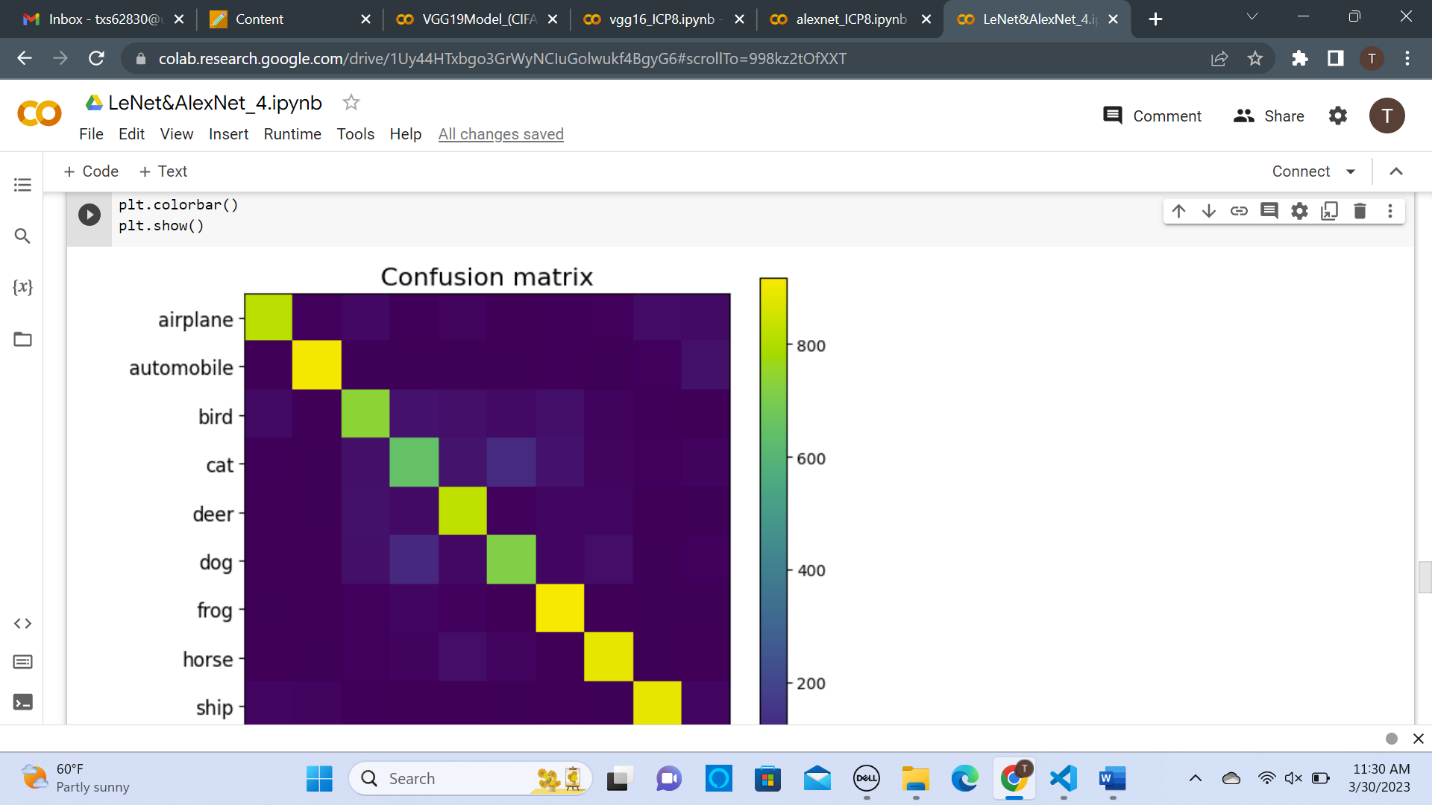 Inbox - txs62830@u
Content
VGG19Model_(CIFA
vgg16_ICP8.ipynb -
alexnet_ICP8.ipynb
LeNet&AlexNet_4.i
colab.research.google.com/drive/1Uy44HTxbgo3GrWyNCIuGolwukf4BgyG6#scrollTo=998kz2tOfXXT
T
CO
LeNet&AlexNet_4.ipynb
Comment
Share
T
File Edit View Insert Runtime Tools Help All changes saved
+ Code + Text
Connect
plt.colorbar()
plt.show()
{x}
Confusion matrix
airplane
automobile
bird
cat
deer
dog
frog
horse
ship
800
600
400
200
60°F
Partly sunny
Search
DELL
T
W
11:30 AM
3/30/2023